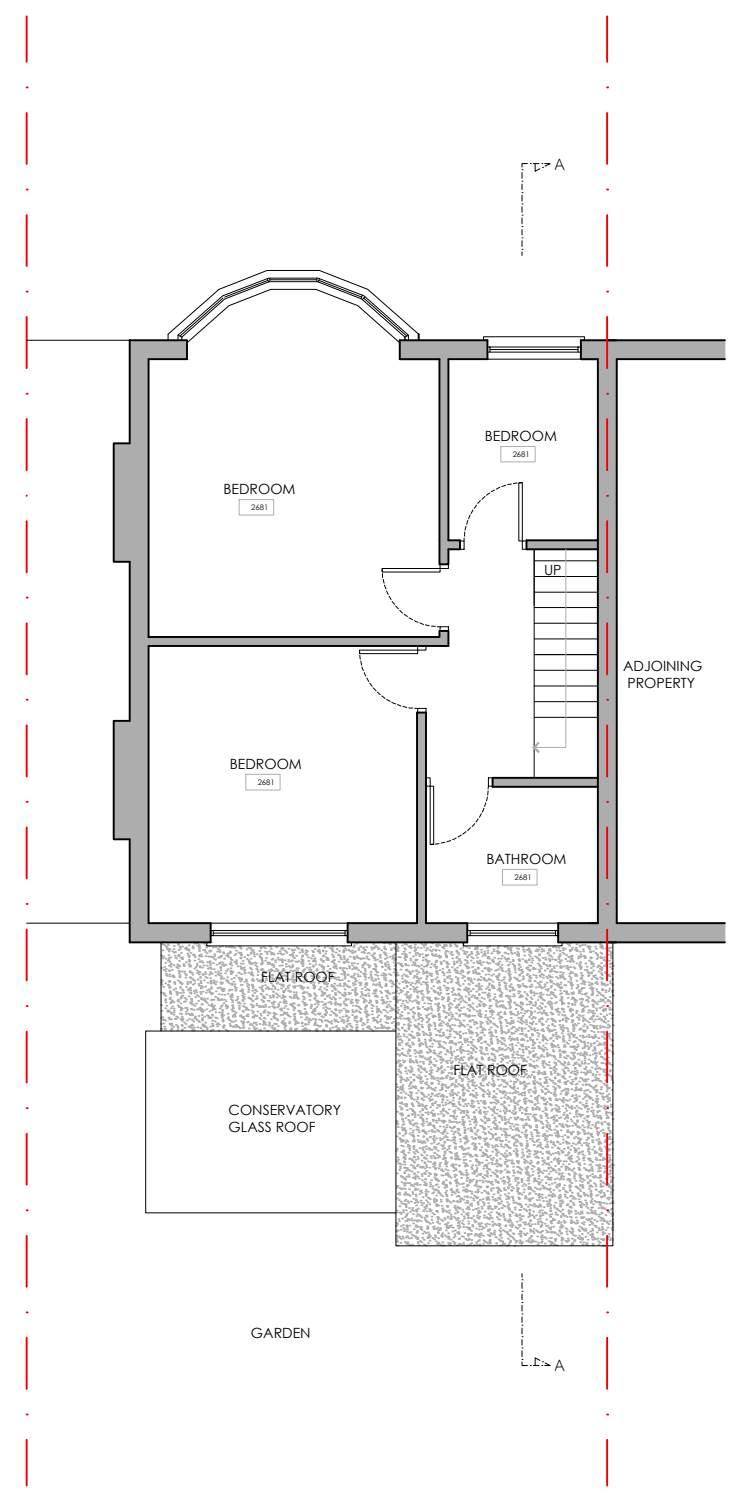 A
BEDROOM
2681
BEDROOM
2681
UP
ADJOINING
PROPERTY
BEDROOM
2681
BATHROOM
2681
FLAT ROOF
FLAT ROOF
CONSERVATORY
GLASS ROOF
GARDEN
A